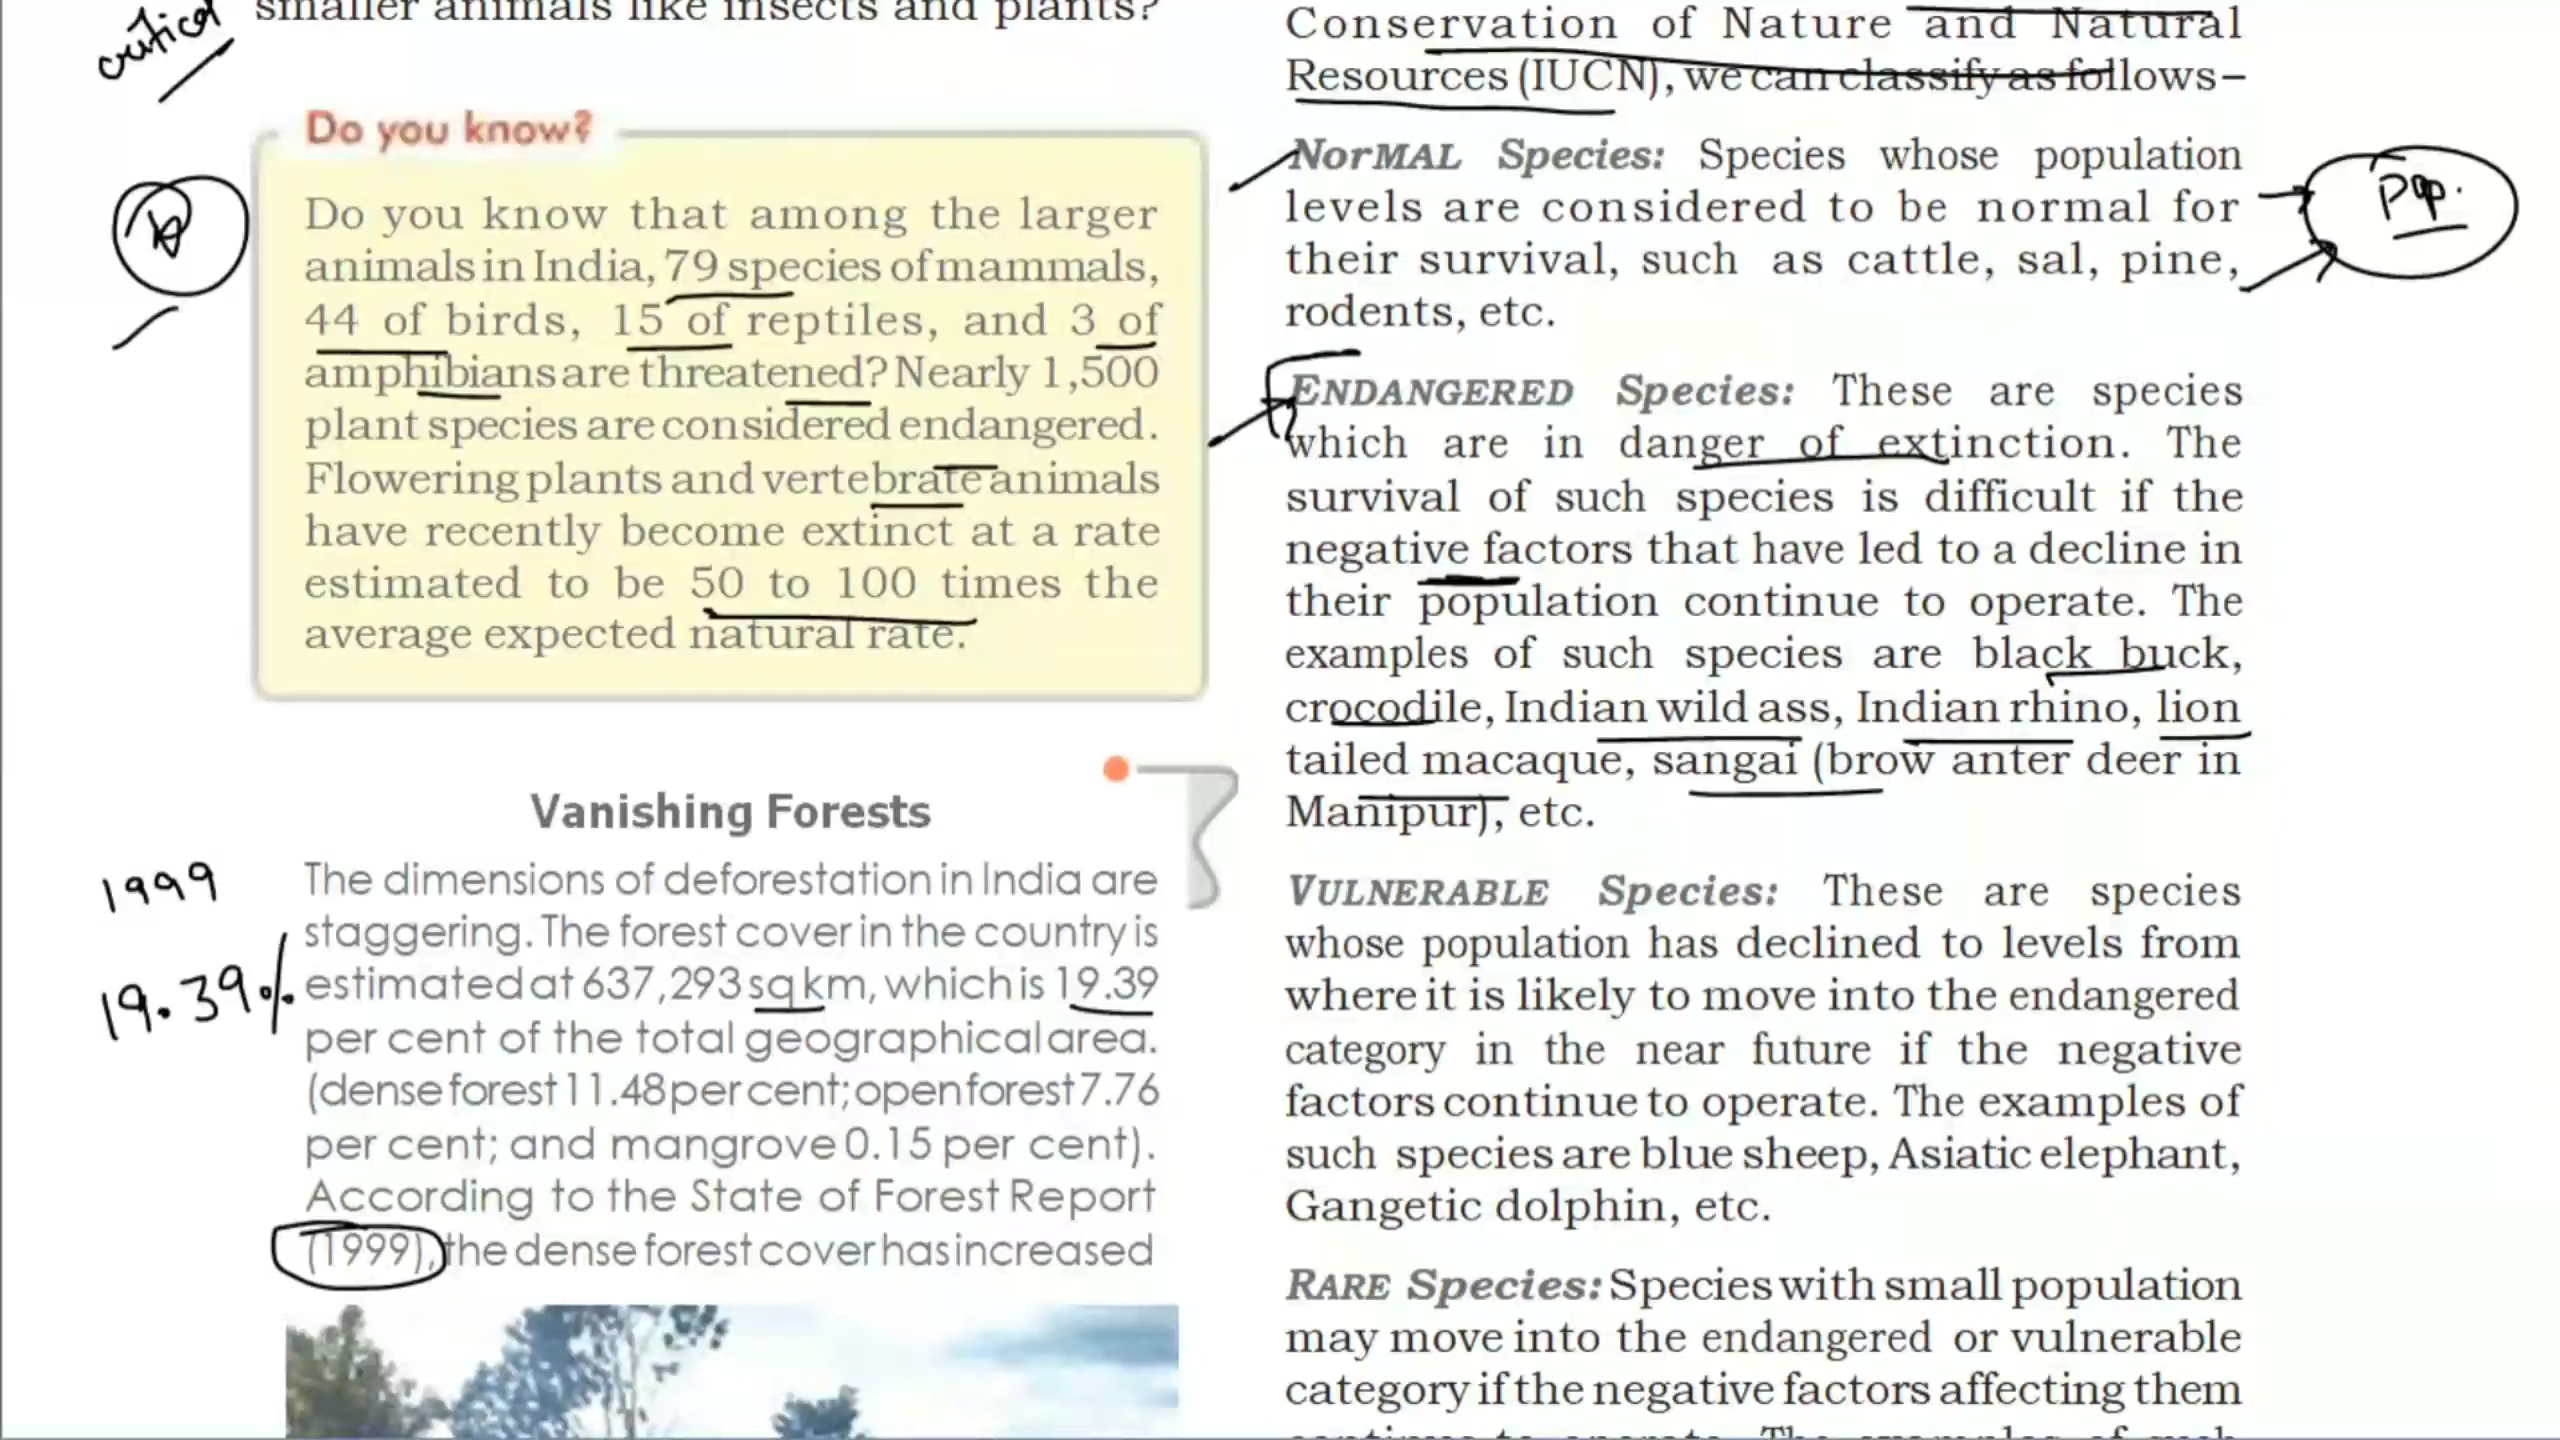 smaller animals like insects and plants?
critical
Do you know?
Do you know that among the larger
animals in India, 79 species of mammals,
44 of birds, 15 of reptiles, and 3 of
amphibians are threatened? Nearly 1,500
plant species are considered endangered.
Flowering plants and vertebrate animals
have recently become extinct at a rate
estimated to be 50 to 100 times the
average expected natural rate.
Vanishing Forests
1999
19.39%
The dimensions of deforestation in India are
staggering. The forest cover in the country is
estimated at 637,293 sq km, which is 19.39
per cent of the total geographical area.
(dense forest 11.48 per cent; open forest 7.76
per cent; and mangrove 0.15 per cent).
According to the State of Forest Report
(1999), the dense forest cover has increased
Conservation of Nature and Natural
Resources (IUCN), we can classify as follows–
NorMAL Species: Species whose population
levels are considered to be normal for
their survival, such as cattle, sal, pine,
rodents, etc.
Pop.
ENDANGERED Species: These are species
which are in danger of extinction. The
survival of such species is difficult if the
negative factors that have led to a decline in
their population continue to operate. The
examples of such species are black buck,
crocodile, Indian wild ass, Indian rhino, lion
tailed macaque, sangai (brow anter deer in
Manipur), etc.
VULNERABLE Species: These are species
whose population has declined to levels from
where it is likely to move into the endangered
category in the near future if the negative
factors continue to operate. The examples of
such species are blue sheep, Asiatic elephant,
Gangetic dolphin, etc.
RARE Species: Species with small population
may move into the endangered or vulnerable
category if the negative factors affecting them